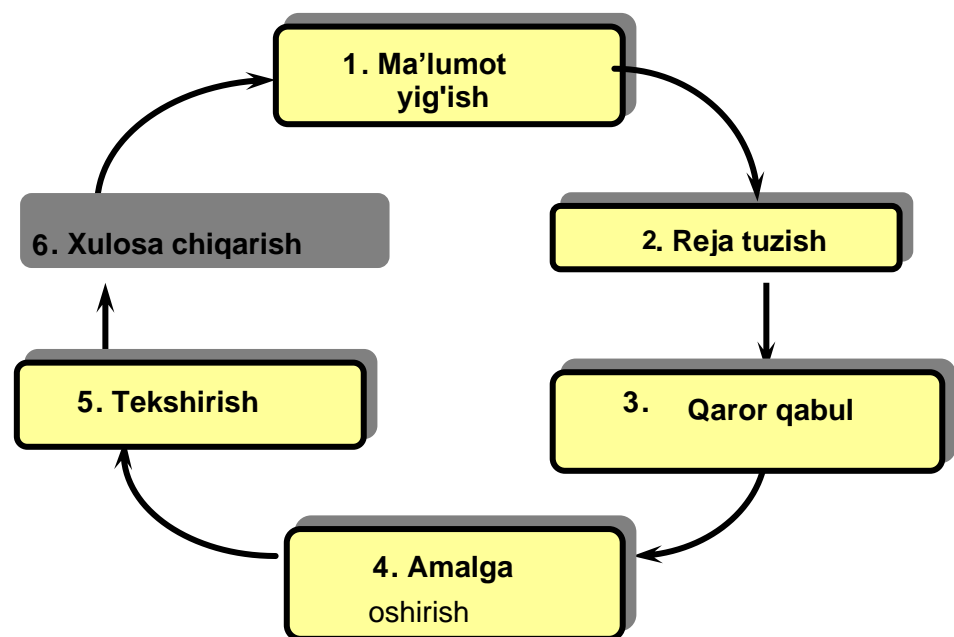 1. Ma’lumot
yig'ish
2. Reja tuzish
3. Qaror qabul
4. Amalga
oshirish
5. Tekshirish
6. Xulosa chiqarish